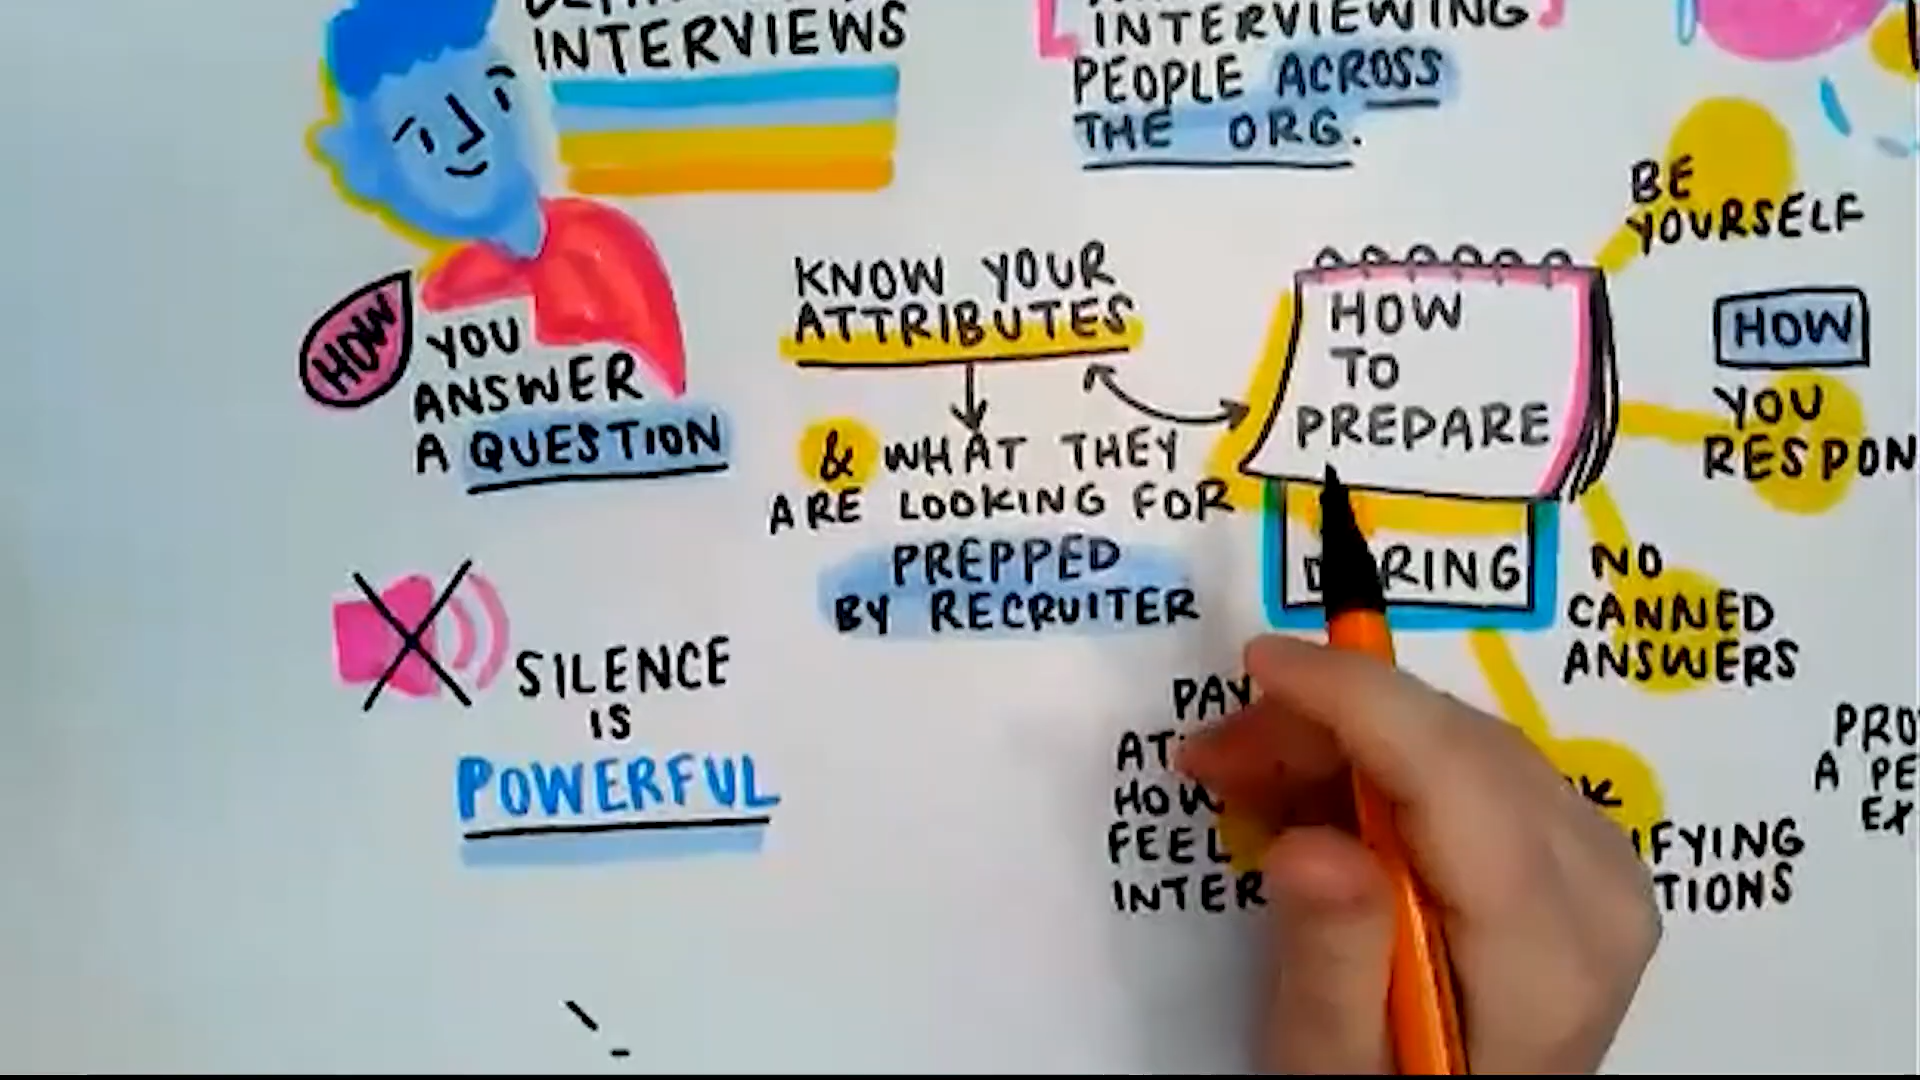 INTERVIEWS
INTERVIEWING
PEOPLE ACROSS
THE ORG.
BE
YOURSELF
HOW
YOU
ANSWER
A QUESTION
KNOW YOUR
ATTRIBUTES
& WHAT THEY
ARE LOOKING FOR
PREPPED
BY RECRUITER
HOW
TO
PREPARE
HOW
YOU
RESPON
NO
CANNED
ANSWERS
SILENCE
IS
POWERFUL
PAY
HOW
FEEL
INTER
A PE